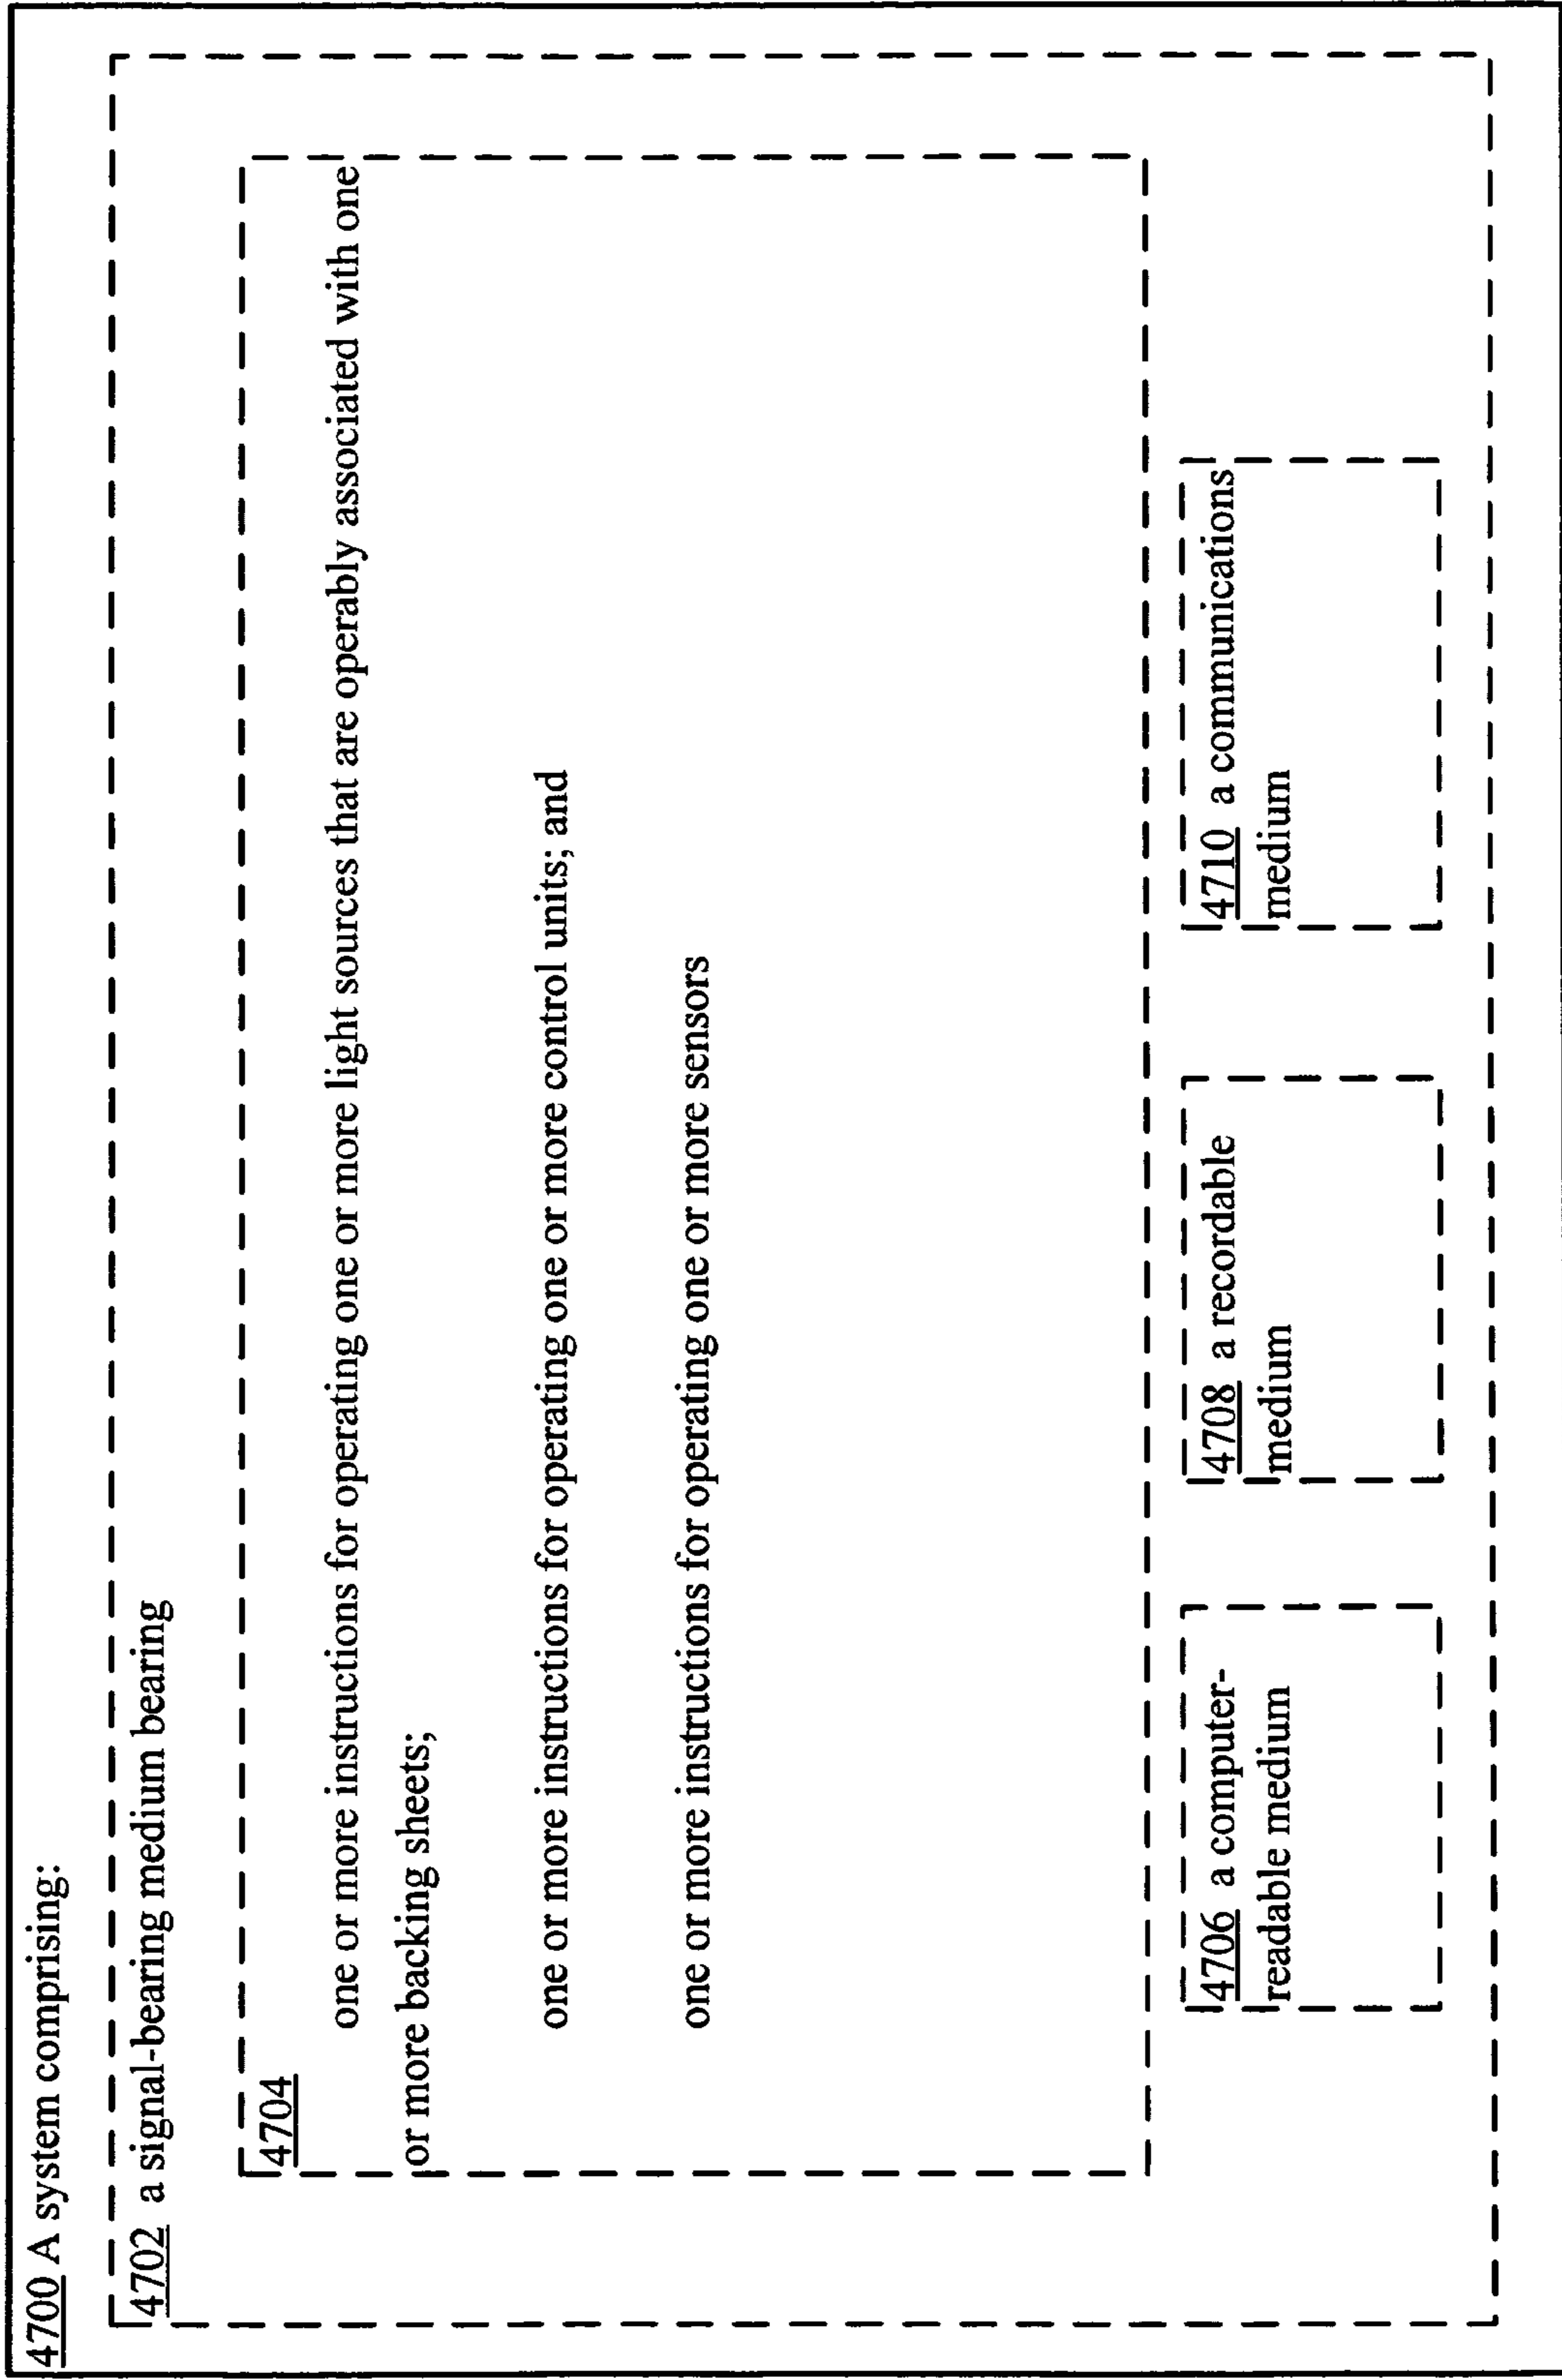 4700 A system comprising:
4702 a signal-bearing medium bearing
4704
one or more instructions for operating one or more light sources that are operably associated with one
or more backing sheets;
one or more instructions for operating one or more control units; and
one or more instructions for operating one or more sensors
4706 a computer-
readable medium
4708 a recordable
medium
4710 a communications
medium